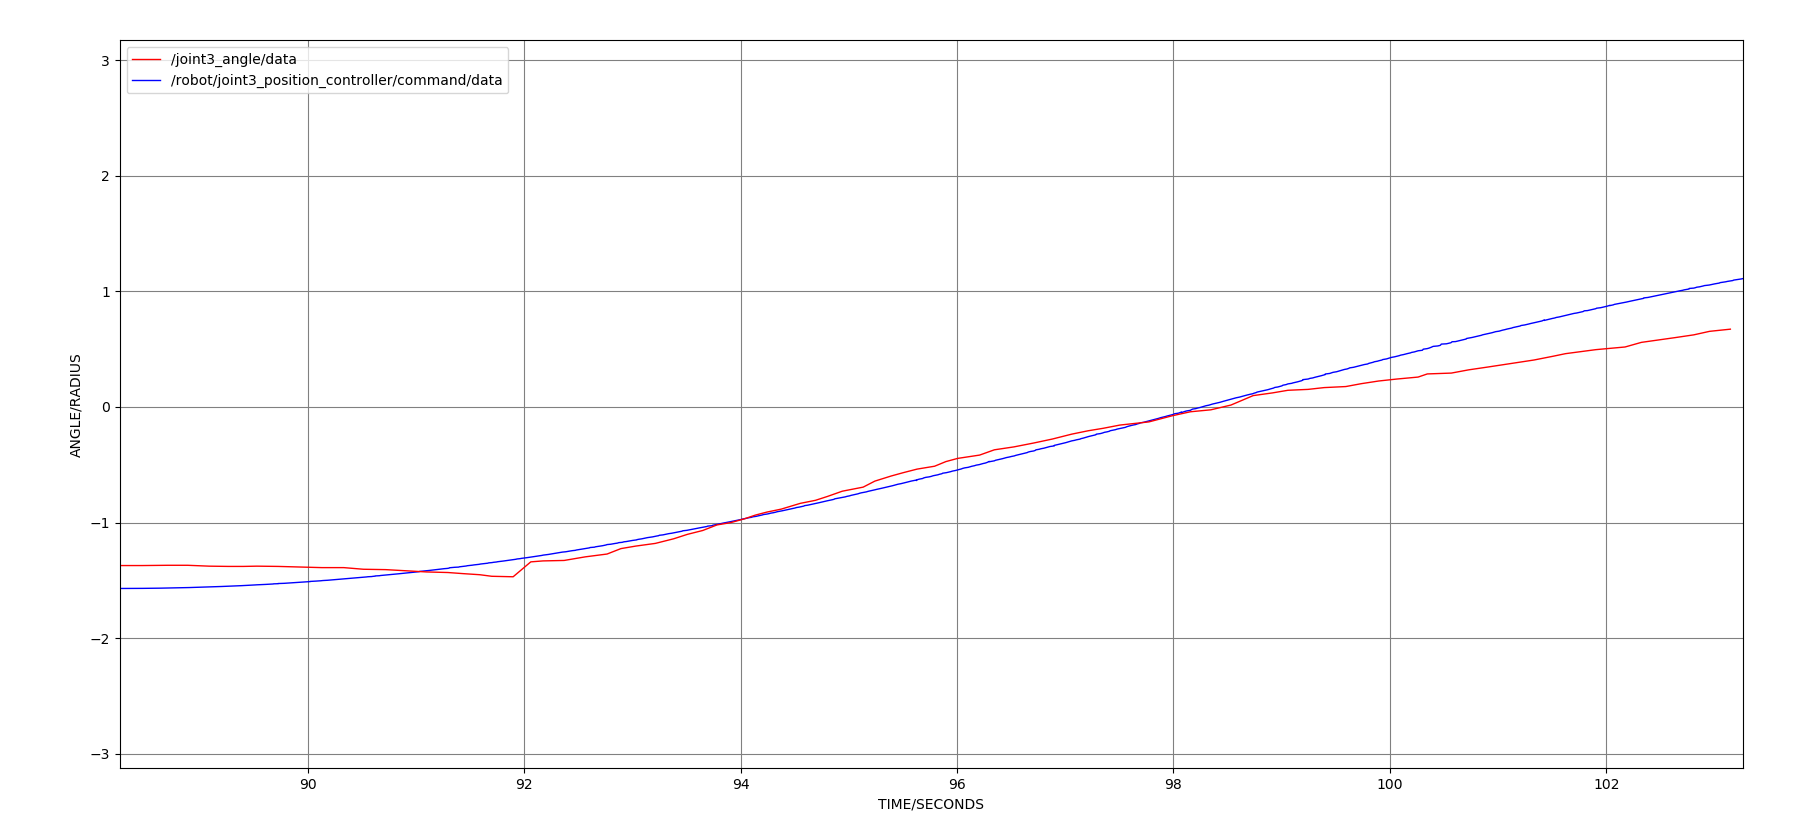 /joint3_angle/data
/robot/joint3_position_controller/command/data
3
2
1
0
−1
−2
−3
ANGLE/RADIUS
90 92 94 96 98 100 102
TIME/SECONDS